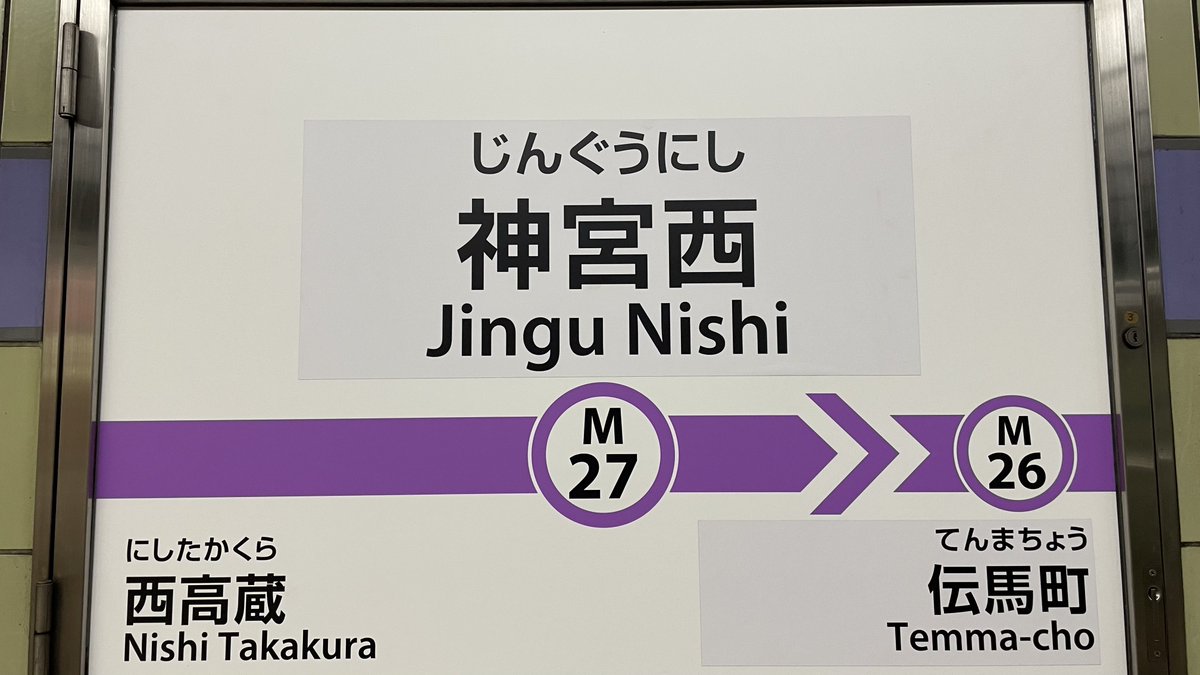 じんぐうにし
神宮西
Jingu Nishi
M
27
M
26
にしたかくら
西高蔵
Nishi Takakura
てんまちょう
伝馬町
Temma-cho
3